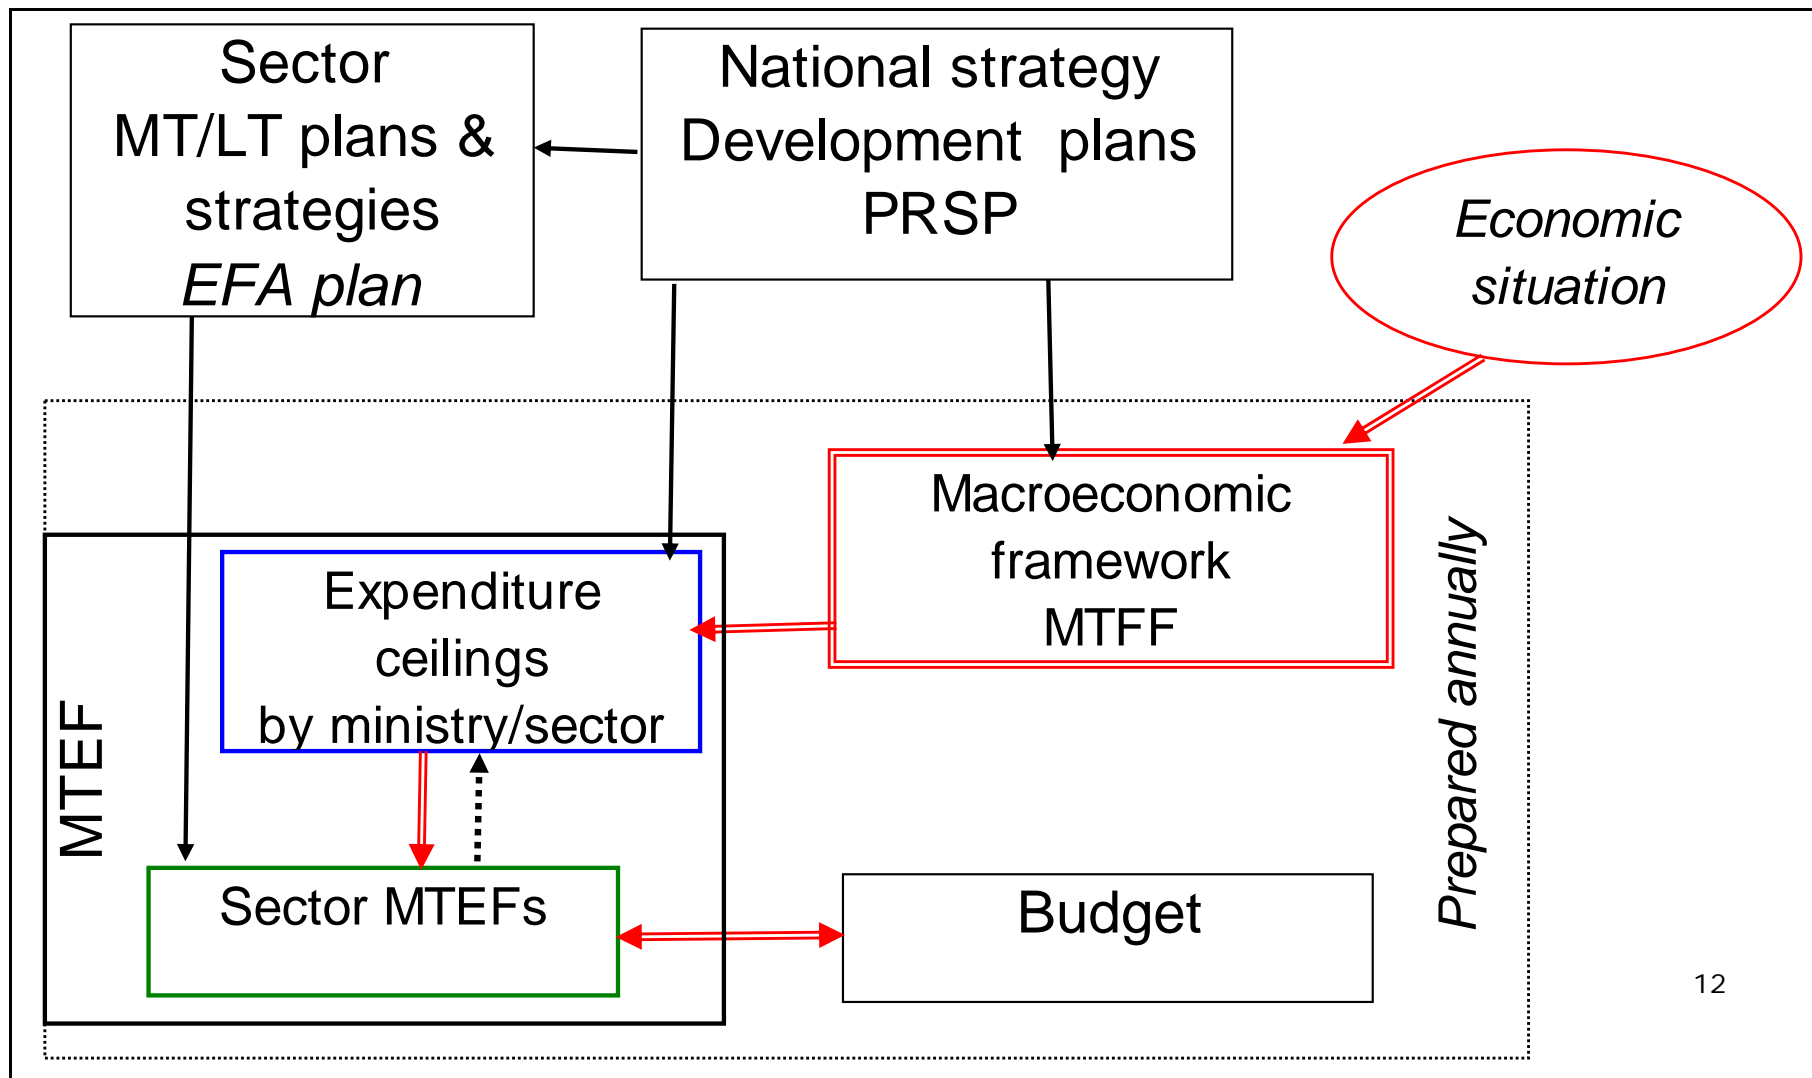 Sector
MT/LT plans &
strategies
EFA plan
National strategy
Development plans
PRSP
Economic
situation
Macroeconomic
framework
MTFF
Prepared annually
MTEF
Expenditure
ceilings
by ministry/sector
Sector MTEFs
Budget
12